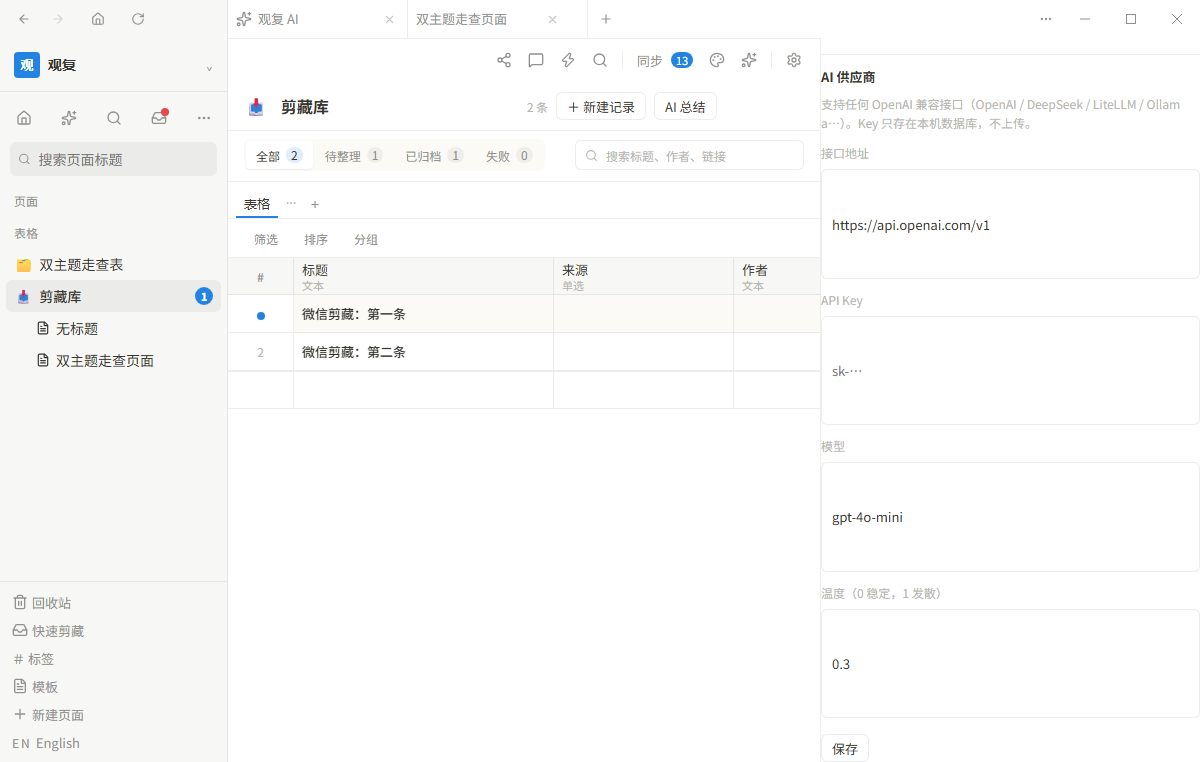 观复 AI
双主题走查页面
观 观复
同步 13
剪藏库
2 条
新建记录
AI 总结
搜索页面标题
全部 2
待整理 1
已归档 1
失败 0
搜索标题、作者、链接
页面
表格
双主题走查表
剪藏库 1
无标题
双主题走查页面
表格
筛选 排序 分组
# 标题 来源 作者
文本 单选 文本
微信剪藏：第一条
2 微信剪藏：第二条
回收站
快速剪藏
# 标签
模板
新建页面
EN English
AI 供应商
支持任何 OpenAI 兼容接口（OpenAI / DeepSeek / LiteLLM / Ollam
a…）。Key 只存在本机数据库，不上传。
接口地址
https://api.openai.com/v1
API Key
sk-…
模型
gpt-4o-mini
温度（0 稳定，1 发散）
0.3
保存